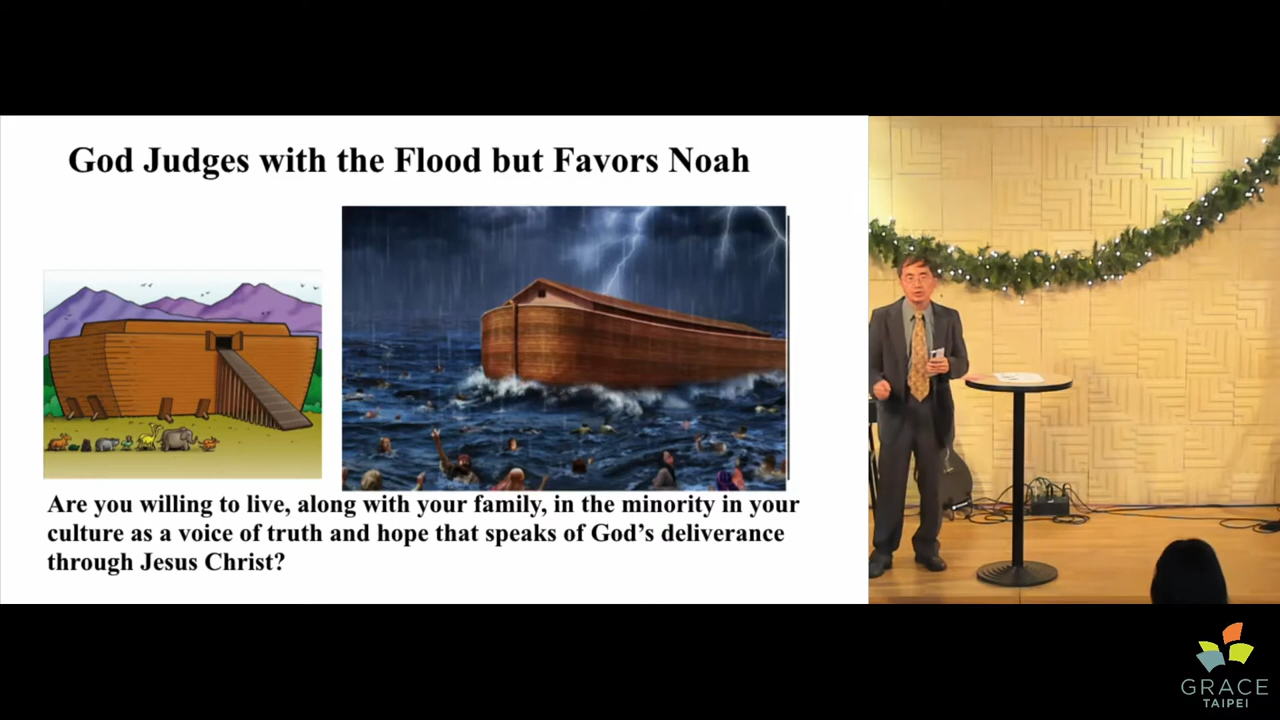 God Judges with the Flood but Favors Noah
Are you willing to live, along with your family, in the minority in your
culture as a voice of truth and hope that speaks of God’s deliverance
through Jesus Christ?
GRACE
TAIPEI